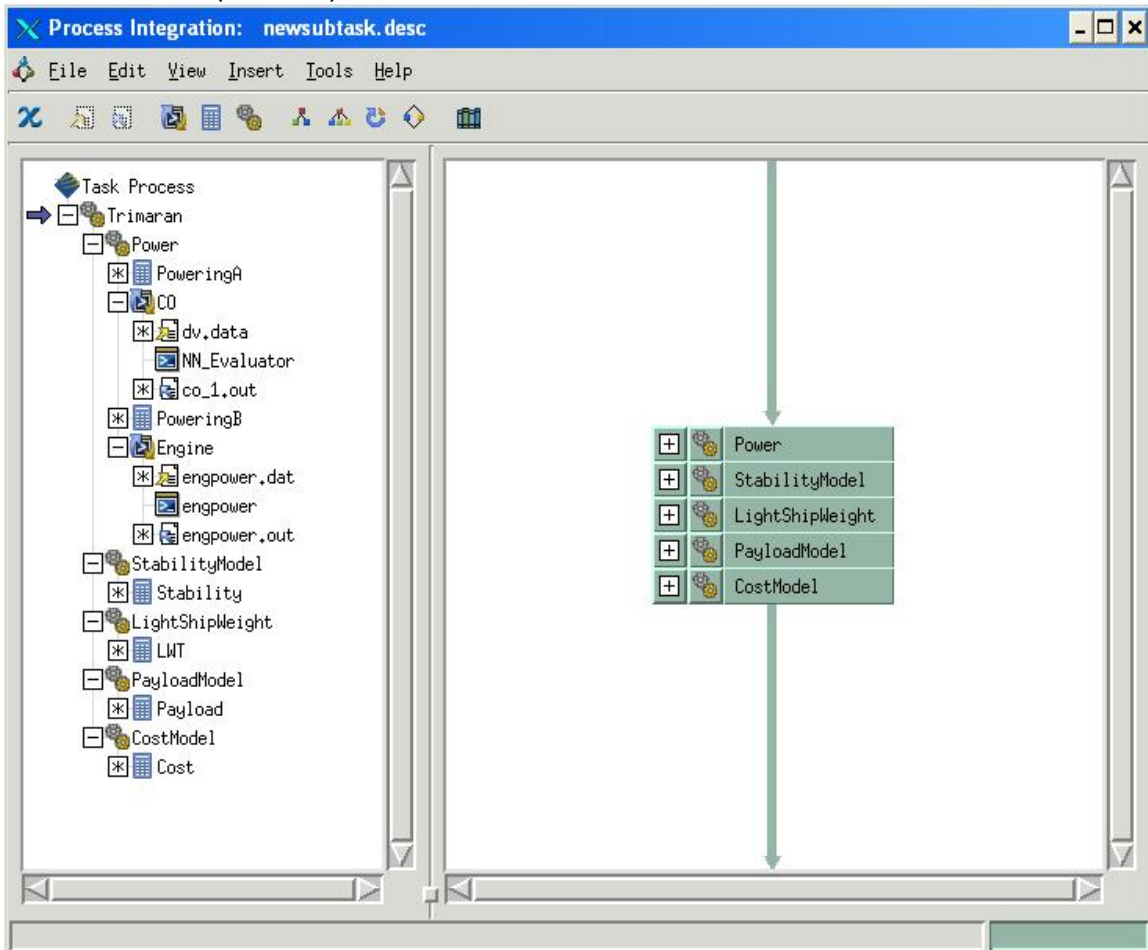 Process Integration: newsubtask.desc
File Edit View Insert Tools Help
Task Process
Trimaran
Power
PoweringA
CO
dv.data
NN_Evaluator
co_1.out
PoweringB
Engine
engpower.dat
engpower
engpower.out
StabilityModel
Stability
LightShipWeight
LWT
PayloadModel
Payload
CostModel
Cost
Power
StabilityModel
LightShipWeight
PayloadModel
CostModel